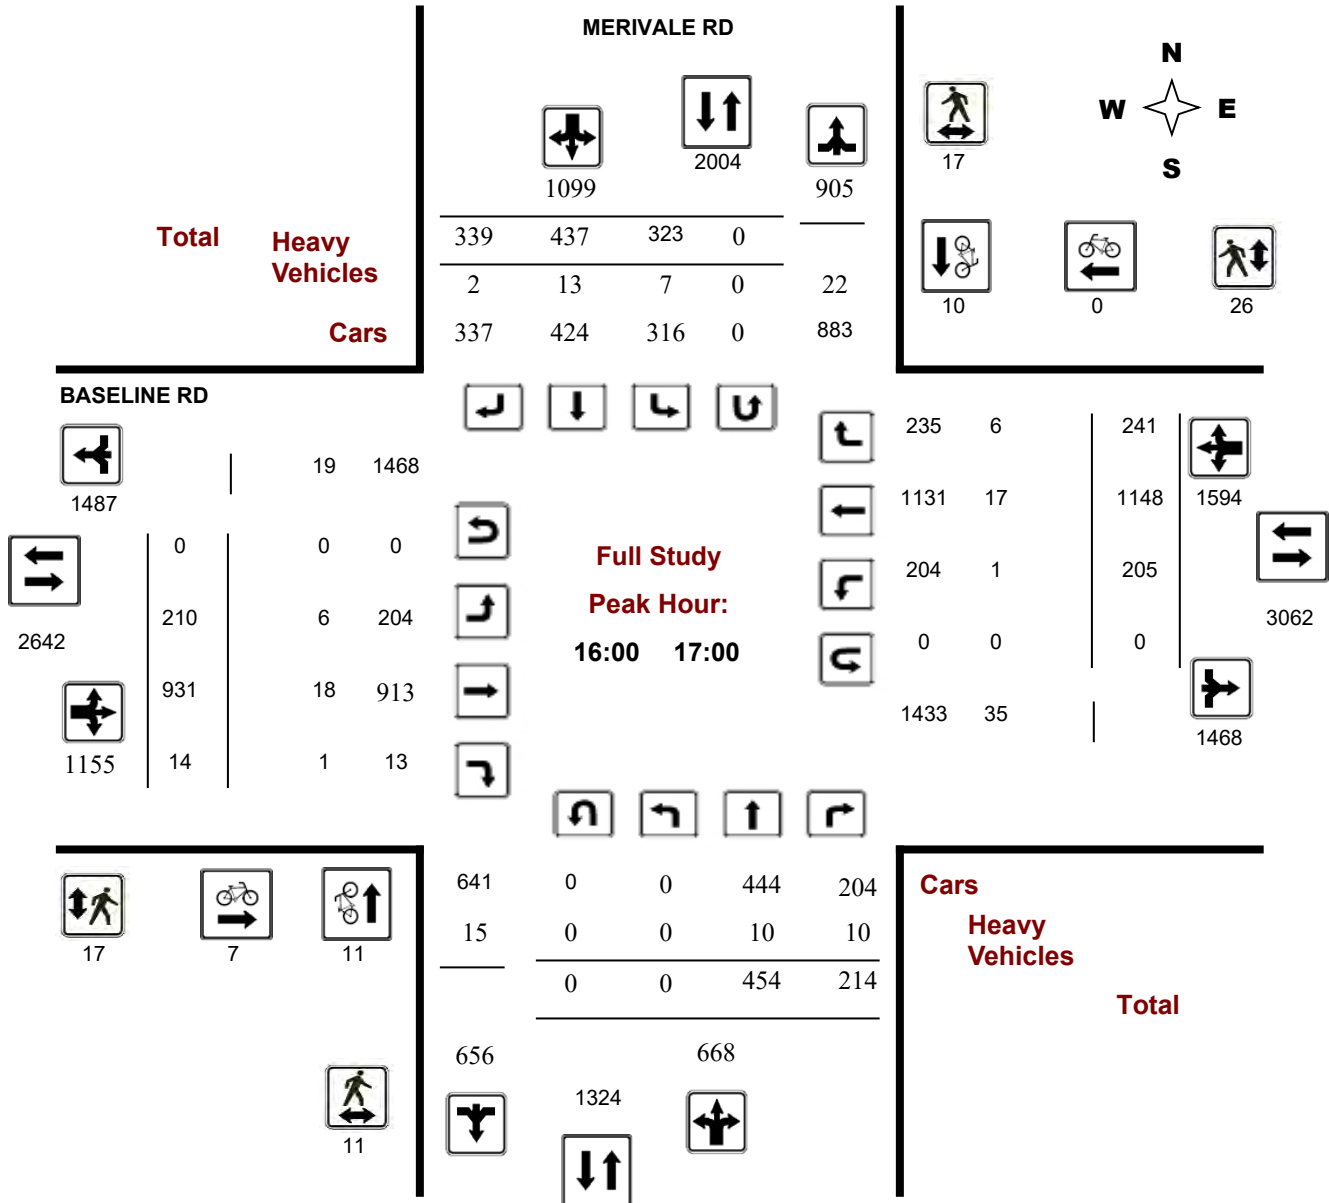 MERIVALE RD
N
W E
S
2004
17
1099
905
Total Heavy Vehicles
339 437 323 0
2 13 7 0 22
Cars 337 424 316 0 883
10 0 26
BASELINE RD
235 6 241
19 1468
1487
1131 17 1148 1594
0 0 0
Full Study
204 1 205
Peak Hour:
210 6 204
3062
2642
16:00 17:00
0 0 0
931 18 913
1433 35
1468
1155 14 1 13
641 0 0 444 204 Cars
15 0 0 10 10 Heavy Vehicles
17 7 11
0 0 454 214
Total
656 668
1324
11